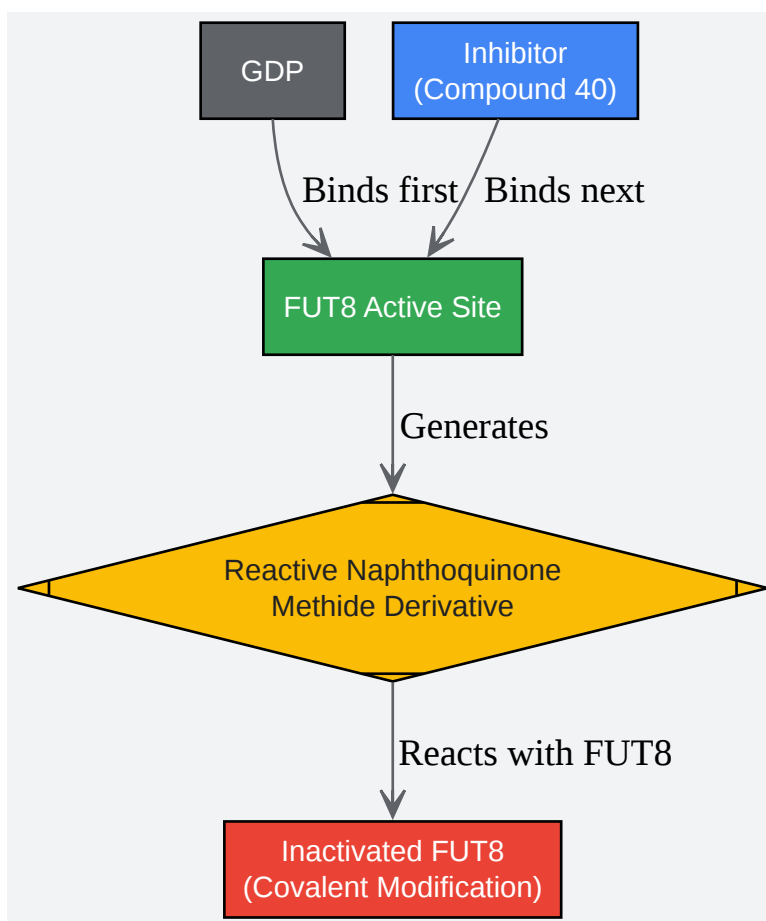 GDP
Inhibitor
(Compound 40)
Binds first
Binds next
FUT8 Active Site
Generates
Reactive Naphthoquinone
Methide Derivative
Reacts with FUT8
Inactivated FUT8
(Covalent Modification)